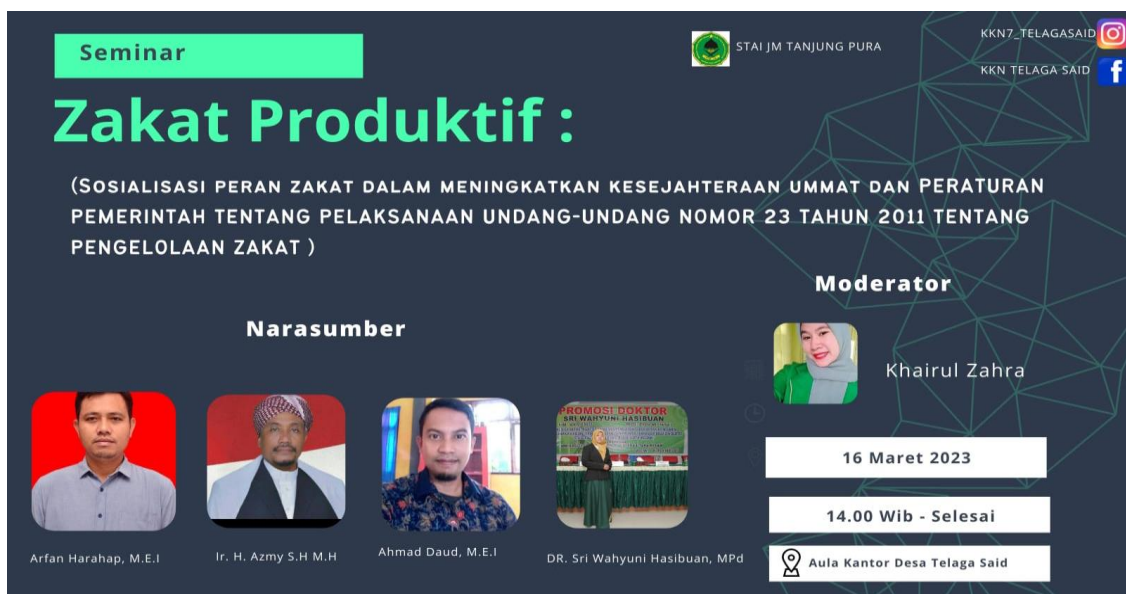 Seminar
STAI JM TANJUNG PURA
KKN7_TELAGASAID
KKN TELAGA SAID
Zakat Produktif :
(SOSIALISASI PERAN ZAKAT DALAM MENINGKATKAN KESEJAHTERAAN UMMAT DAN PERATURAN
PEMERINTAH TENTANG PELAKSANAAN UNDANG-UNDANG NOMOR 23 TAHUN 2011 TENTANG
PENGELOLAAN ZAKAT )
Narasumber
PROMOSI DOKTOR
SRI WAHYUNI HASIBUAN
Arfan Harahap, M.E.I
Ir. H. Azmy S.H M.H
Ahmad Daud, M.E.I
DR. Sri Wahyuni Hasibuan, MPd
Moderator
Khairul Zahra
16 Maret 2023
14.00 Wib - Selesai
Aula Kantor Desa Telaga Said